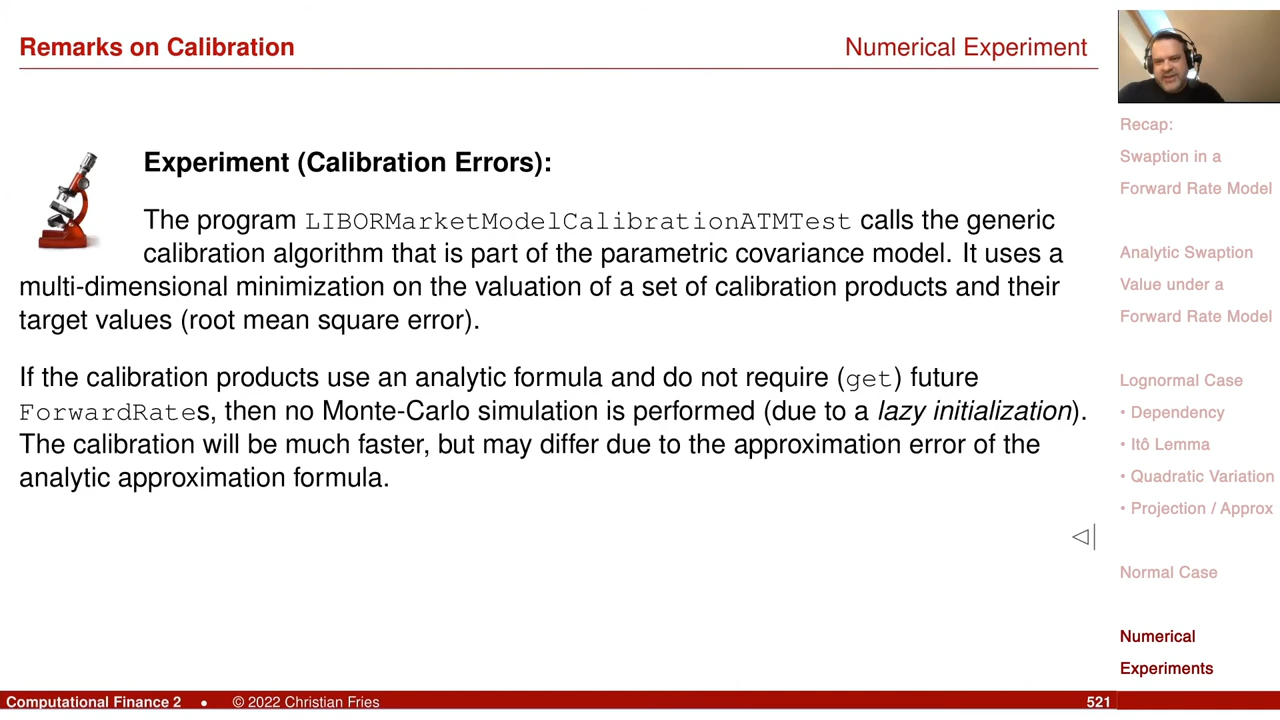 Remarks on Calibration
Numerical Experiment
Experiment (Calibration Errors):
The program LIBORMarketModelCalibrationATMTest calls the generic
calibration algorithm that is part of the parametric covariance model. It uses a
multi-dimensional minimization on the valuation of a set of calibration products and their
target values (root mean square error).
If the calibration products use an analytic formula and do not require (get) future
ForwardRates, then no Monte-Carlo simulation is performed (due to a lazy initialization).
The calibration will be much faster, but may differ due to the approximation error of the
analytic approximation formula.
Recap:
Swaption in a
Forward Rate Model
Analytic Swaption
Value under a
Forward Rate Model
Lognormal Case
• Dependency
• Itô Lemma
• Quadratic Variation
• Projection / Approx
Normal Case
Numerical
Experiments
Computational Finance 2 • © 2022 Christian Fries 521